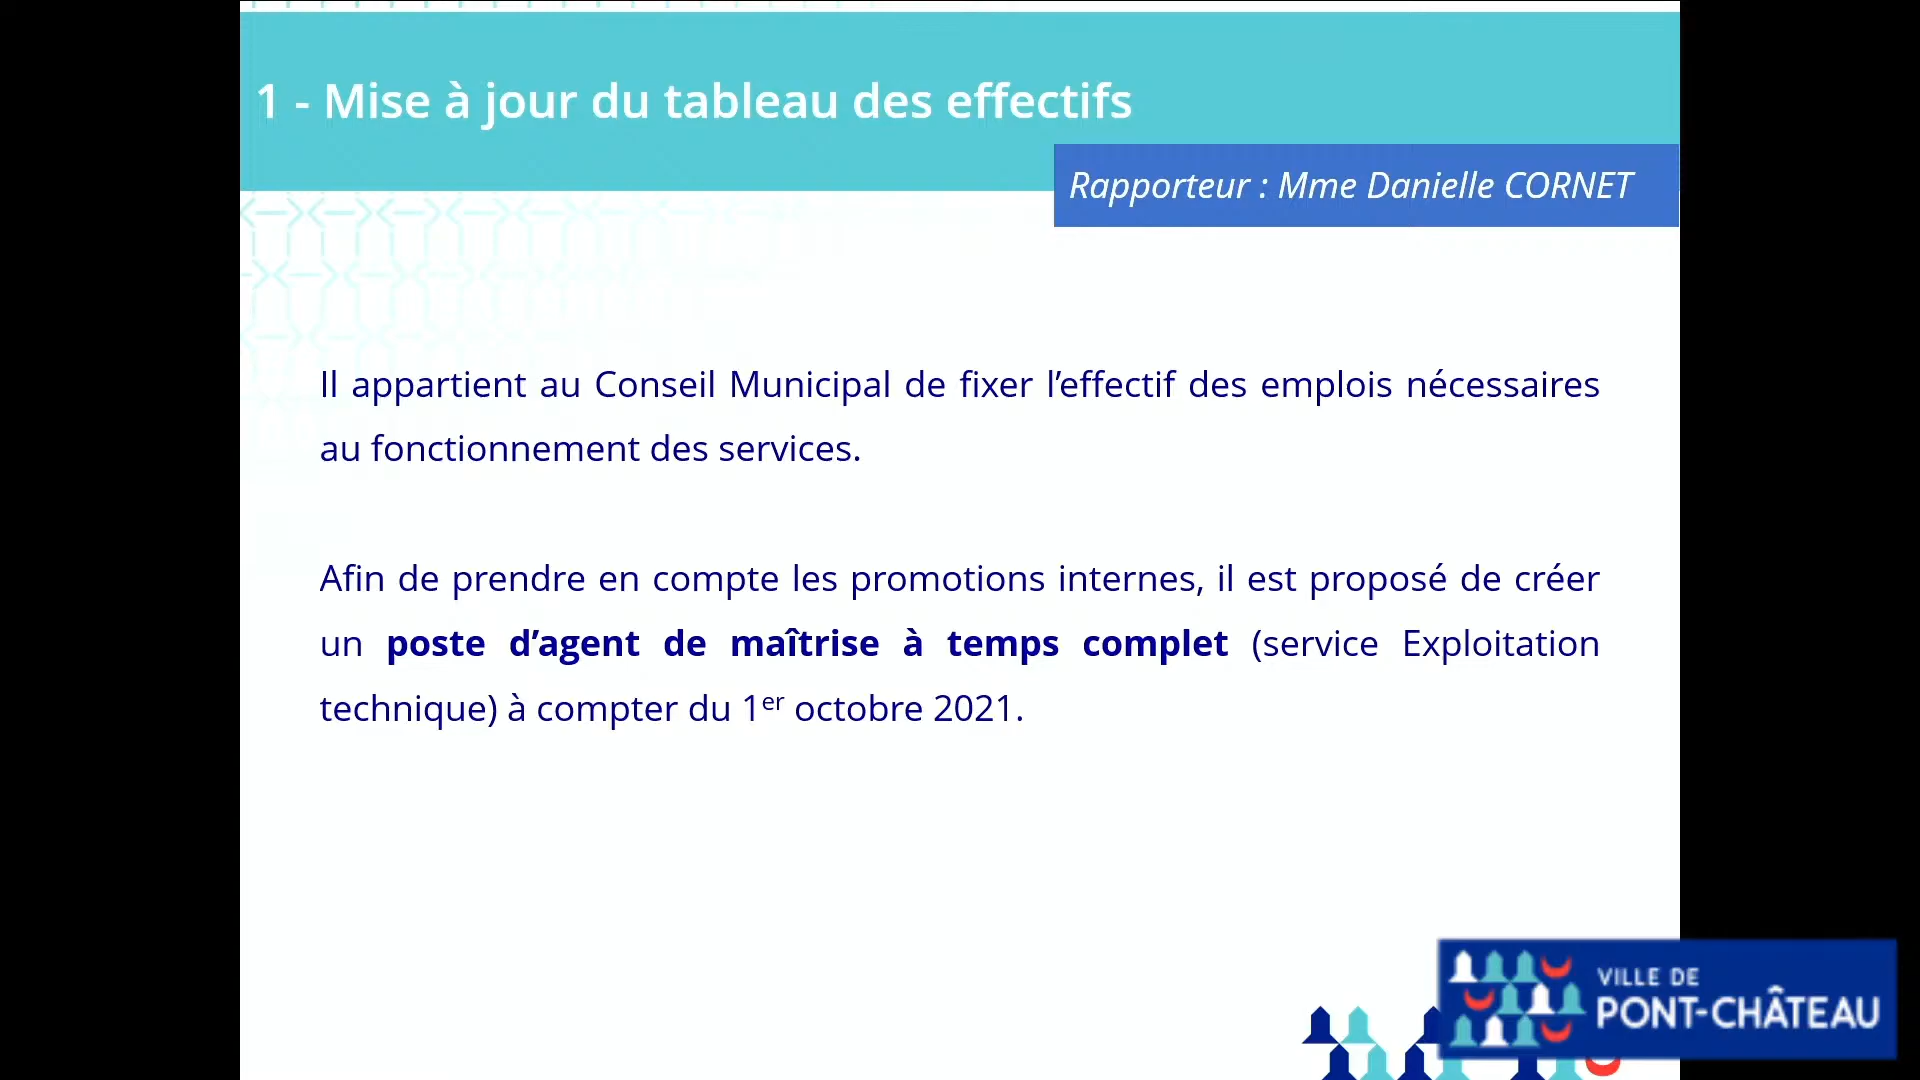 1 - Mise à jour du tableau des effectifs
Rapporteur : Mme Danielle CORNET
Il appartient au Conseil Municipal de fixer l’effectif des emplois nécessaires
au fonctionnement des services.
Afin de prendre en compte les promotions internes, il est proposé de créer
un poste d’agent de maîtrise à temps complet (service Exploitation
technique) à compter du 1er octobre 2021.
VILLE DE
PONT-CHÂTEAU